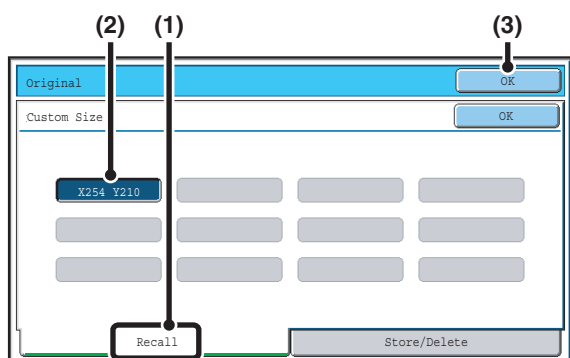 (2) (1) (3)
Original OK
Custom Size OK
X254 Y210
Recall Store/Delete